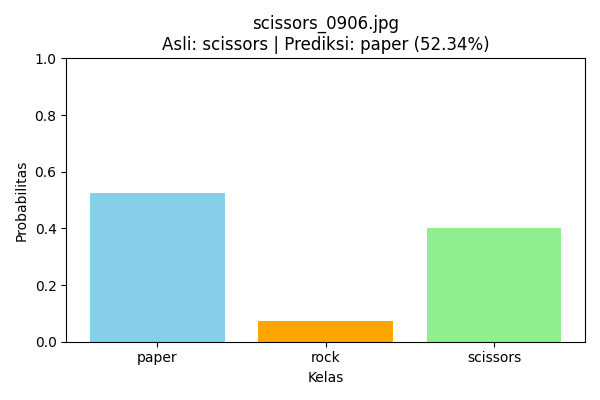 scissors_0906.jpg
Asli: scissors | Prediksi: paper (52.34%)
1.0
0.8
0.6
0.4
0.2
0.0
Probabilitas
paper rock scissors
Kelas